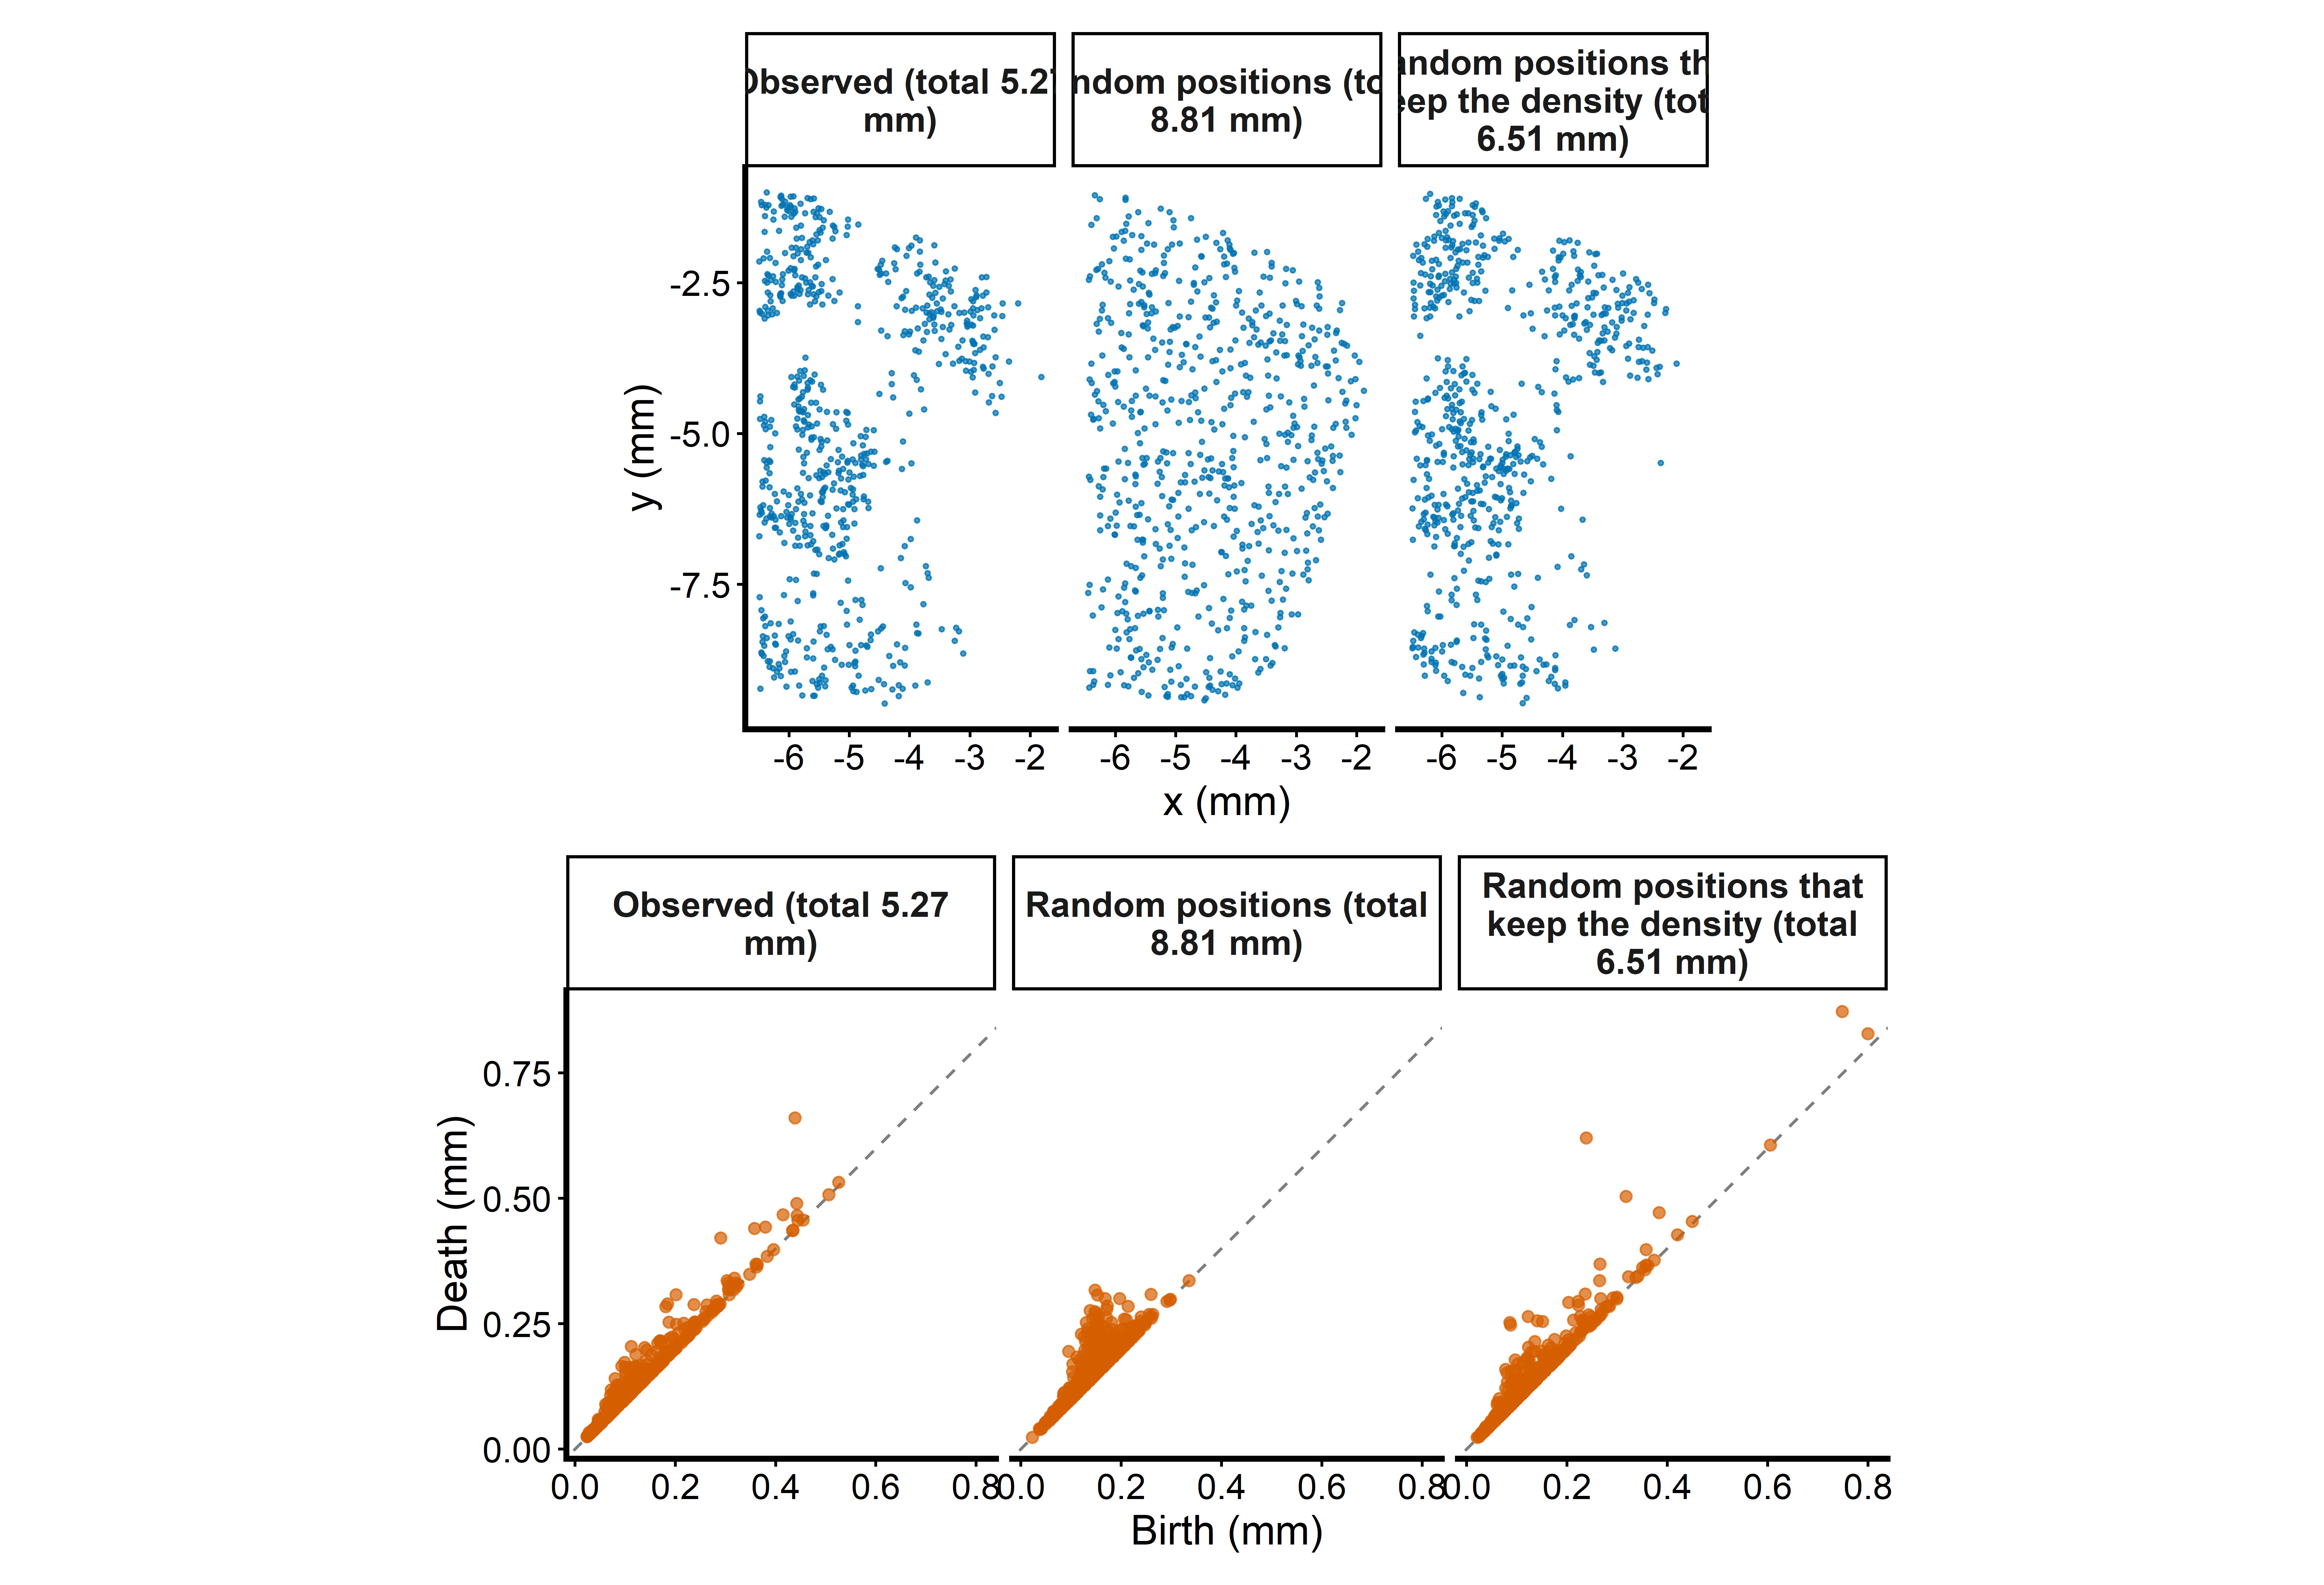 Observed (total 5.27
mm)
ndom positions (to
8.81 mm)
andom positions th
eep the density (tot
6.51 mm)
y (mm)
-2.5
-5.0
-7.5
-6 -5 -4 -3 -2
-6 -5 -4 -3 -2
-6 -5 -4 -3 -2
x (mm)
Observed (total 5.27
mm)
Random positions (total
8.81 mm)
Random positions that
keep the density (total
6.51 mm)
Death (mm)
0.75
0.50
0.25
0.00
0.0 0.2 0.4 0.6 0.8
0.0 0.2 0.4 0.6 0.8
0.0 0.2 0.4 0.6 0.8
Birth (mm)